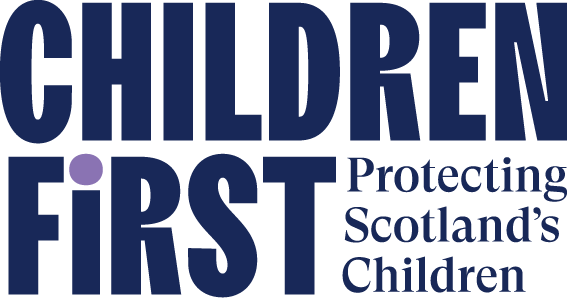 CHILDREN
FiRST
Protecting
Scotland's
Children